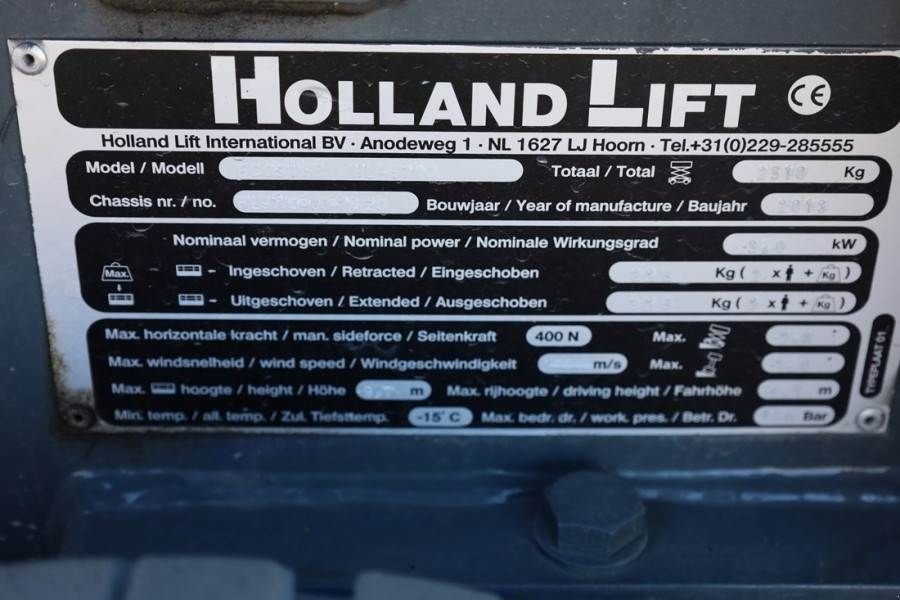 HOLLAND LIFT CE
Holland Lift International BV · Anodeweg 1 · NL 1627 LJ Hoorn · Tel.+31(0)229-285555
Model / Modell Totaal / Total Kg
Chassis nr. / no. Bouwjaar / Year of manufacture / Baujahr
Nominaal vermogen / Nominal power / Nominale Wirkungsgrad kW
Max. - Ingeschoven / Retracted / Eingeschoben Kg ( x + Kg )
- Uitgeschoven / Extended / Ausgeschoben Kg ( x + Kg )
Max. horizontale kracht / man. sideforce / Seitenkraft 400 N Max.
Max. windsnelheid / wind speed / Windgeschwindigkeit m/s Max.
Max. hoogte / height / Höhe m Max. rijhoogte / driving height / Fahrhöhe m
Min. temp. / all. temp. / Zul. Tiefsttemp. -15°C Max. bedr. dr. / work. pres. / Betr. Dr. Bar
TYPEPLAAT 01